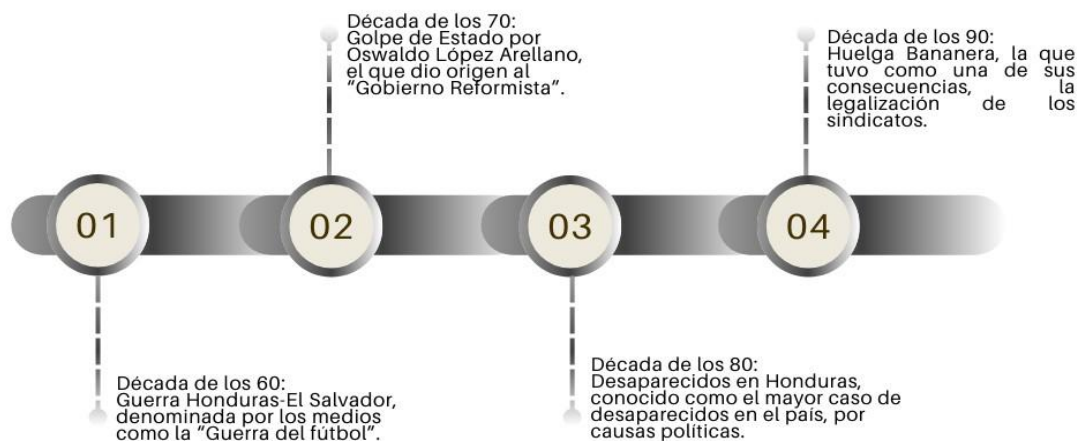 Década de los 70:
Golpe de Estado por
Oswaldo López Arellano,
el que dio origen al
“Gobierno Reformista”.
Década de los 90:
Huelga Bananera, la que
tuvo como una de sus
consecuencias, la
legalización de los
sindicatos.
01
02
03
04
Década de los 60:
Guerra Honduras-El Salvador,
denominada por los medios
como la “Guerra del fútbol”.
Década de los 80:
Desaparecidos en Honduras,
conocido como el mayor caso de
desaparecidos en el país, por
causas políticas.